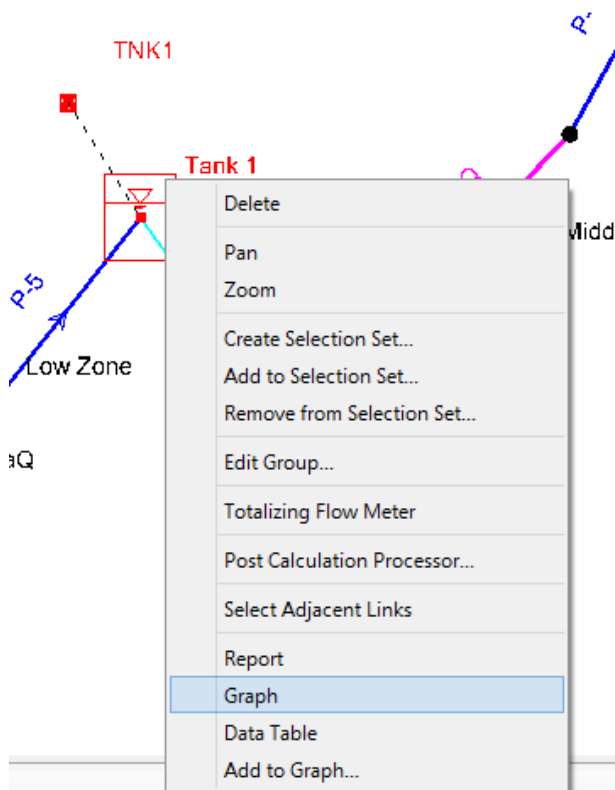 TNK1
Tank 1
P-5
Low Zone
Delete
Pan
Zoom
Create Selection Set...
Add to Selection Set...
Remove from Selection Set...
Edit Group...
Totalizing Flow Meter
Post Calculation Processor...
Select Adjacent Links
Report
Graph
Data Table
Add to Graph...
Midd
aQ